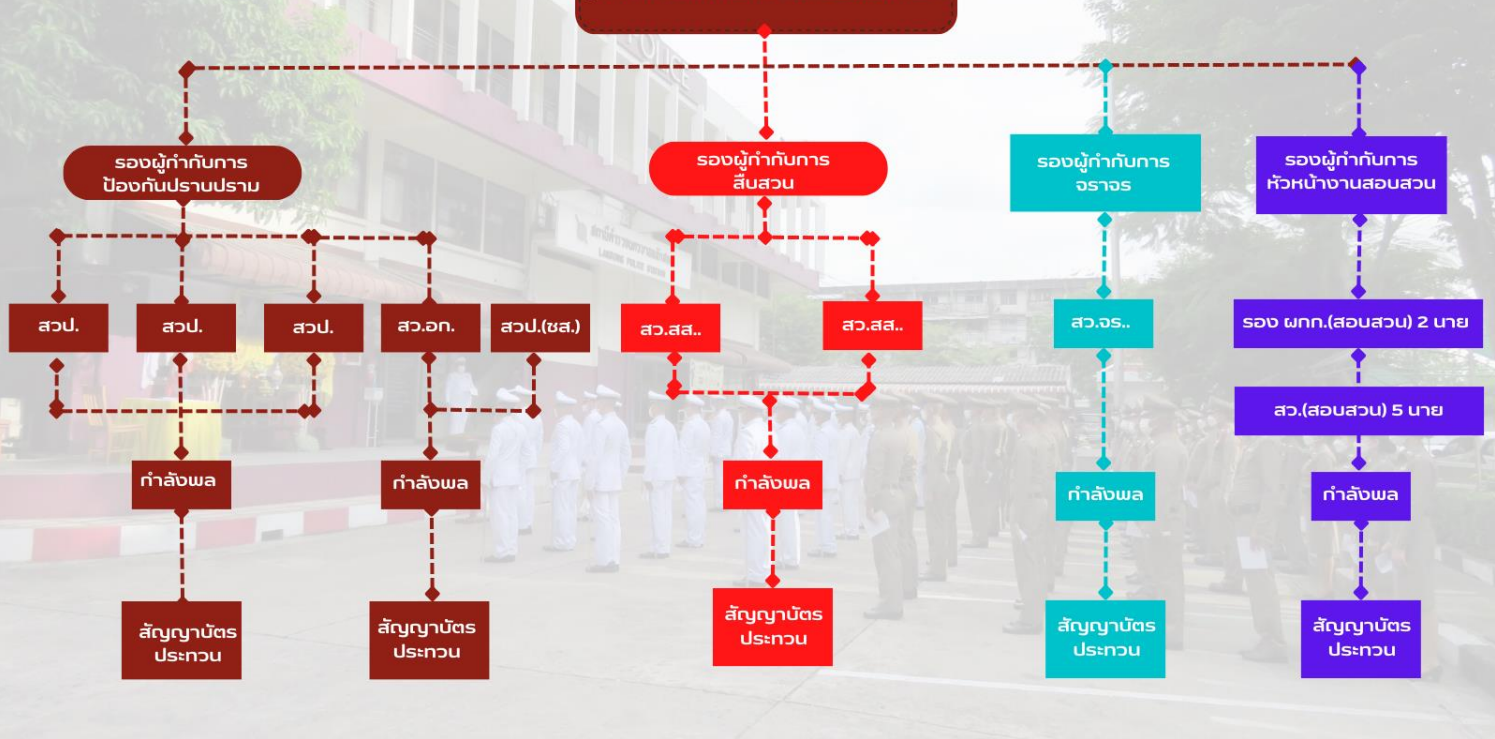 รองผู้กำกับการ
ป้องกันปราบปราม
รองผู้กำกับการ
สืบสวน
รองผู้กำกับการ
จราจร
รองผู้กำกับการ
หัวหน้างานสอบสวน
สวป.
สวป.
สวป.
สว.อก.
สวป.(ชส.)
สว.สส..
สว.สส..
สว.จร..
รอง ผกก.(สอบสวน) 2 นาย
สว.(สอบสวน) 5 นาย
กำลังพล
กำลังพล
กำลังพล
กำลังพล
กำลังพล
สัญญาบัตร
ประทวน
สัญญาบัตร
ประทวน
สัญญาบัตร
ประทวน
สัญญาบัตร
ประทวน
สัญญาบัตร
ประทวน